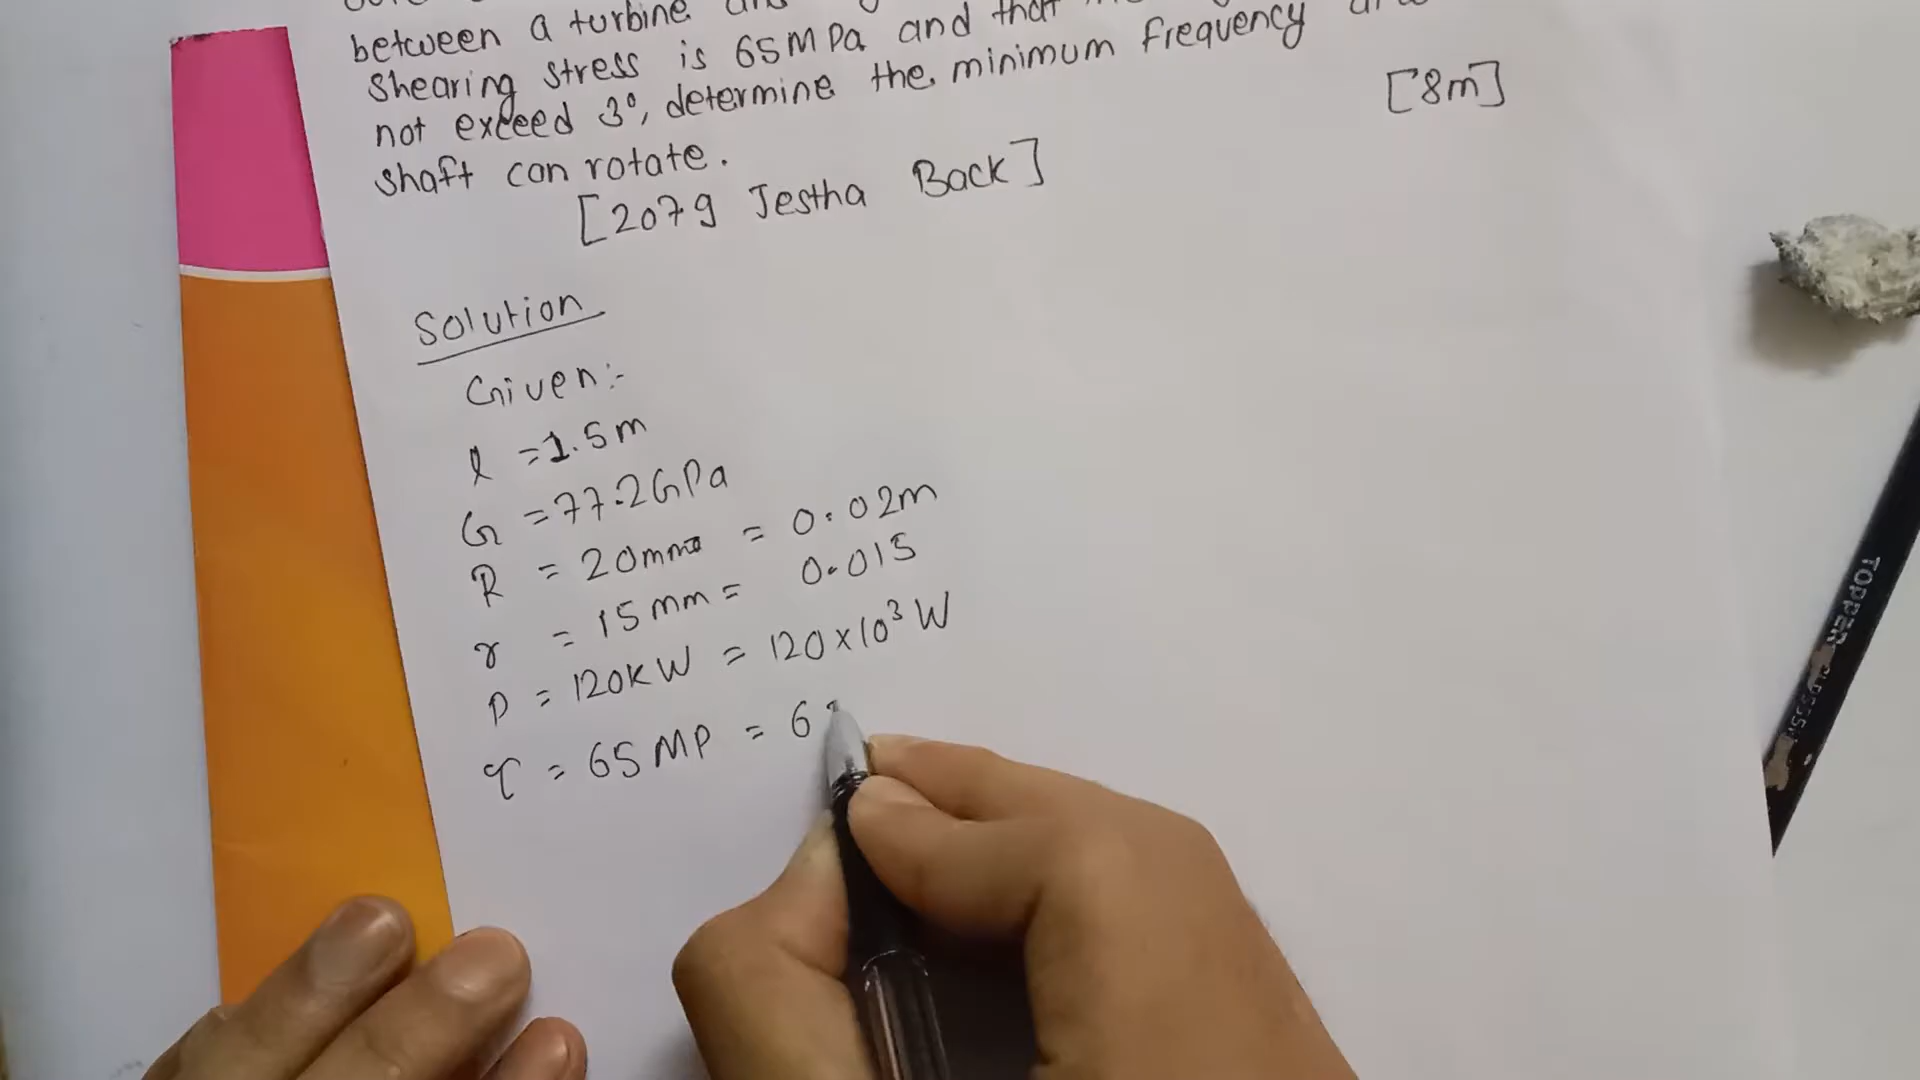 between a turbine
shearing stress is 65MPa and that
not exceed 3°, determine the minimum frequency
shaft can rotate.
[8m]
[2079 Jestha Back]
Solution
Given:-
l = 1.5m
G = 77.2GPa
R = 20mm = 0.02m
r = 15mm = 0.015
P = 120KW = 120×10³ W
τ = 65MP = 6
TOPPER